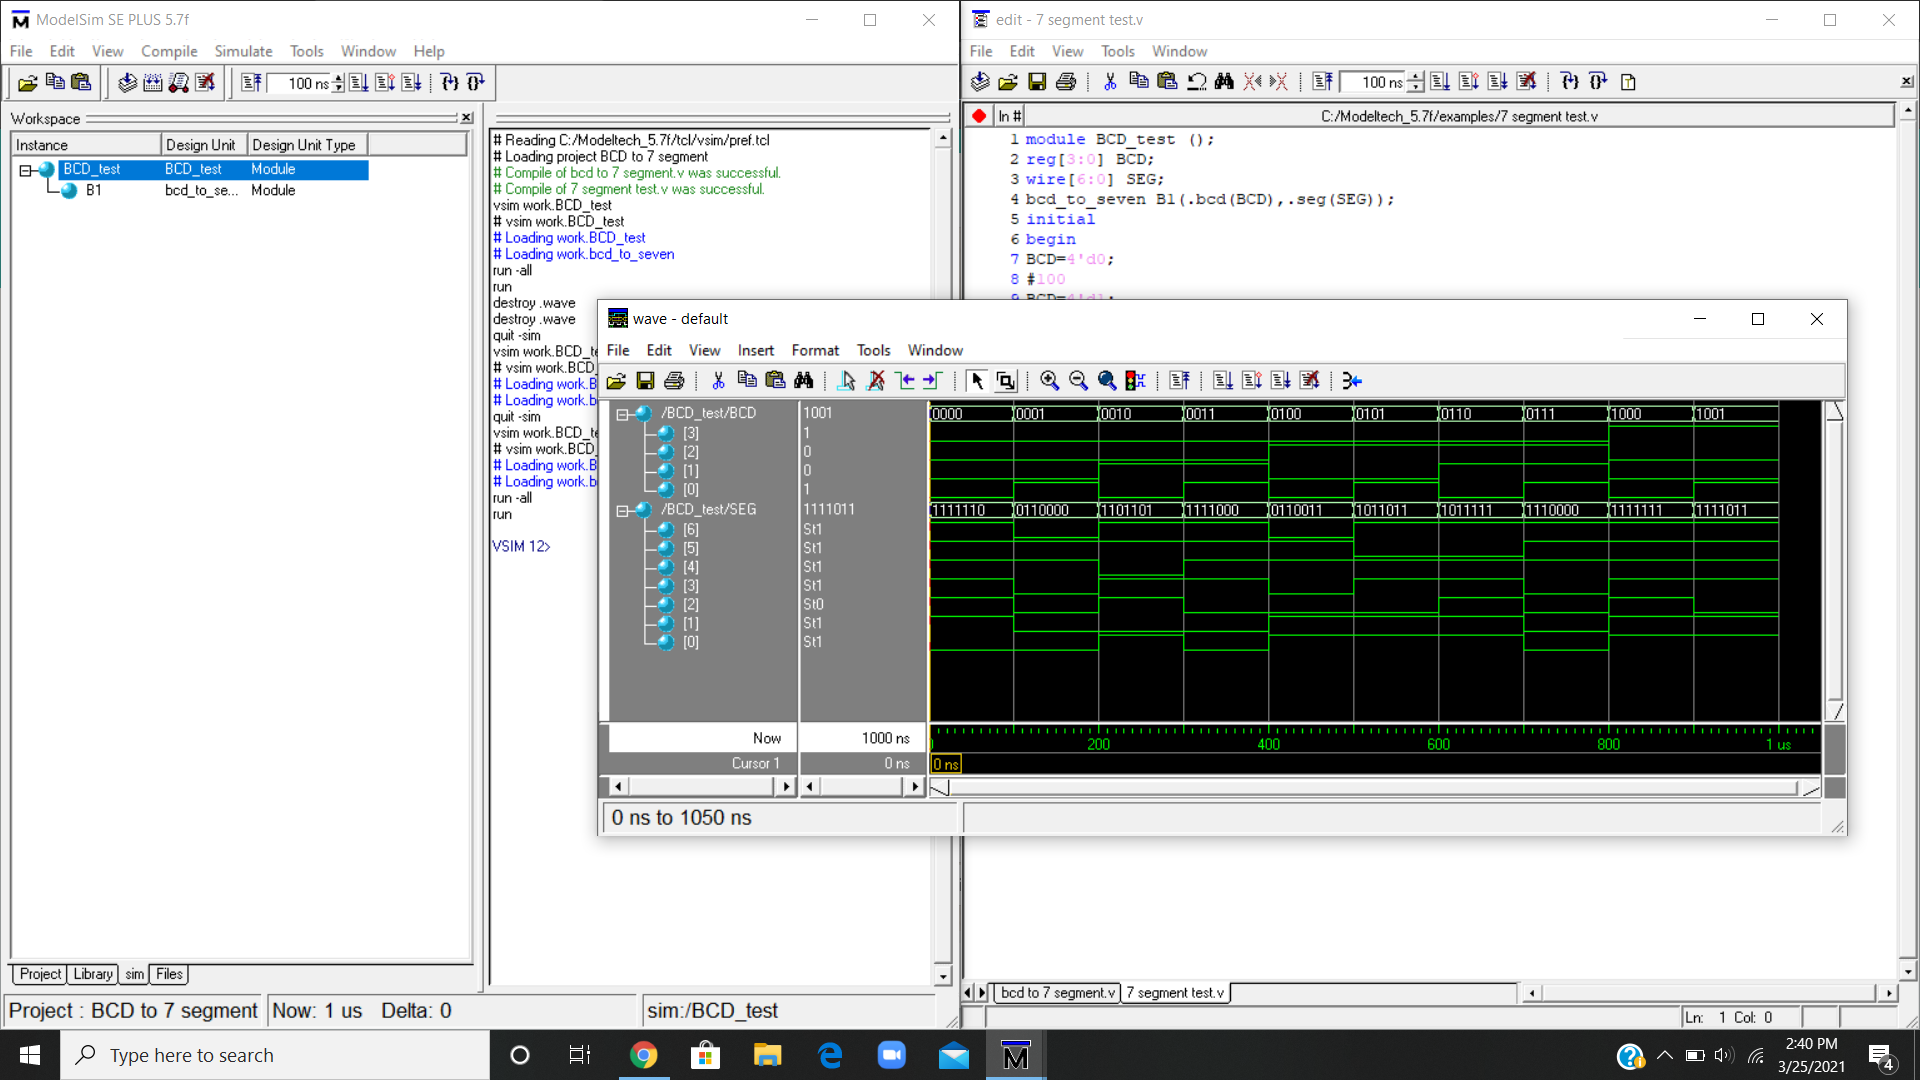 ModelSim SE PLUS 5.7f
File Edit View Compile Simulate Tools Window Help
100 ns
Workspace
Instance Design Unit Design Unit Type
BCD_test BCD_test Module
B1 bcd_to_se... Module
Project Library sim Files
# Reading C:/Modeltech_5.7f/tcl/vsim/pref.tcl
# Loading project BCD to 7 segment
# Compile of bcd to 7 segment.v was successful.
# Compile of 7 segment test.v was successful.
vsim work.BCD_test
# vsim work.BCD_test
# Loading work.BCD_test
# Loading work.bcd_to_seven
run -all
run
destroy .wave
destroy .wave
quit -sim
vsim work.BCD_te
# vsim work.BCD_
# Loading work.B
# Loading work.b
quit -sim
vsim work.BCD_te
# vsim work.BCD_
# Loading work.B
# Loading work.b
run -all
run
VSIM 12>
Project : BCD to 7 segment Now: 1 us Delta: 0 sim:/BCD_test
edit - 7 segment test.v
File Edit View Tools Window
100 ns
ln # C:/Modeltech_5.7f/examples/7 segment test.v
1 module BCD_test ();
2 reg[3:0] BCD;
3 wire[6:0] SEG;
4 bcd_to_seven B1(.bcd(BCD),.seg(SEG));
5 initial
6 begin
7 BCD=4'd0;
8 #100
9 BCD=4'd1;
bcd to 7 segment.v 7 segment test.v
Ln: 1 Col: 0
wave - default
File Edit View Insert Format Tools Window
/BCD_test/BCD 1001 0000 0001 0010 0011 0100 0101 0110 0111 1000 1001
[3] 1
[2] 0
[1] 0
[0] 1
/BCD_test/SEG 1111011 1111110 0110000 1101101 1111000 0110011 1011011 1011111 1110000 1111111 1111011
[6] St1
[5] St1
[4] St1
[3] St1
[2] St0
[1] St1
[0] St1
Now 1000 ns 200 400 600 800 1 us
Cursor 1 0 ns 0 ns
0 ns to 1050 ns
Type here to search
2:40 PM
3/25/2021
4